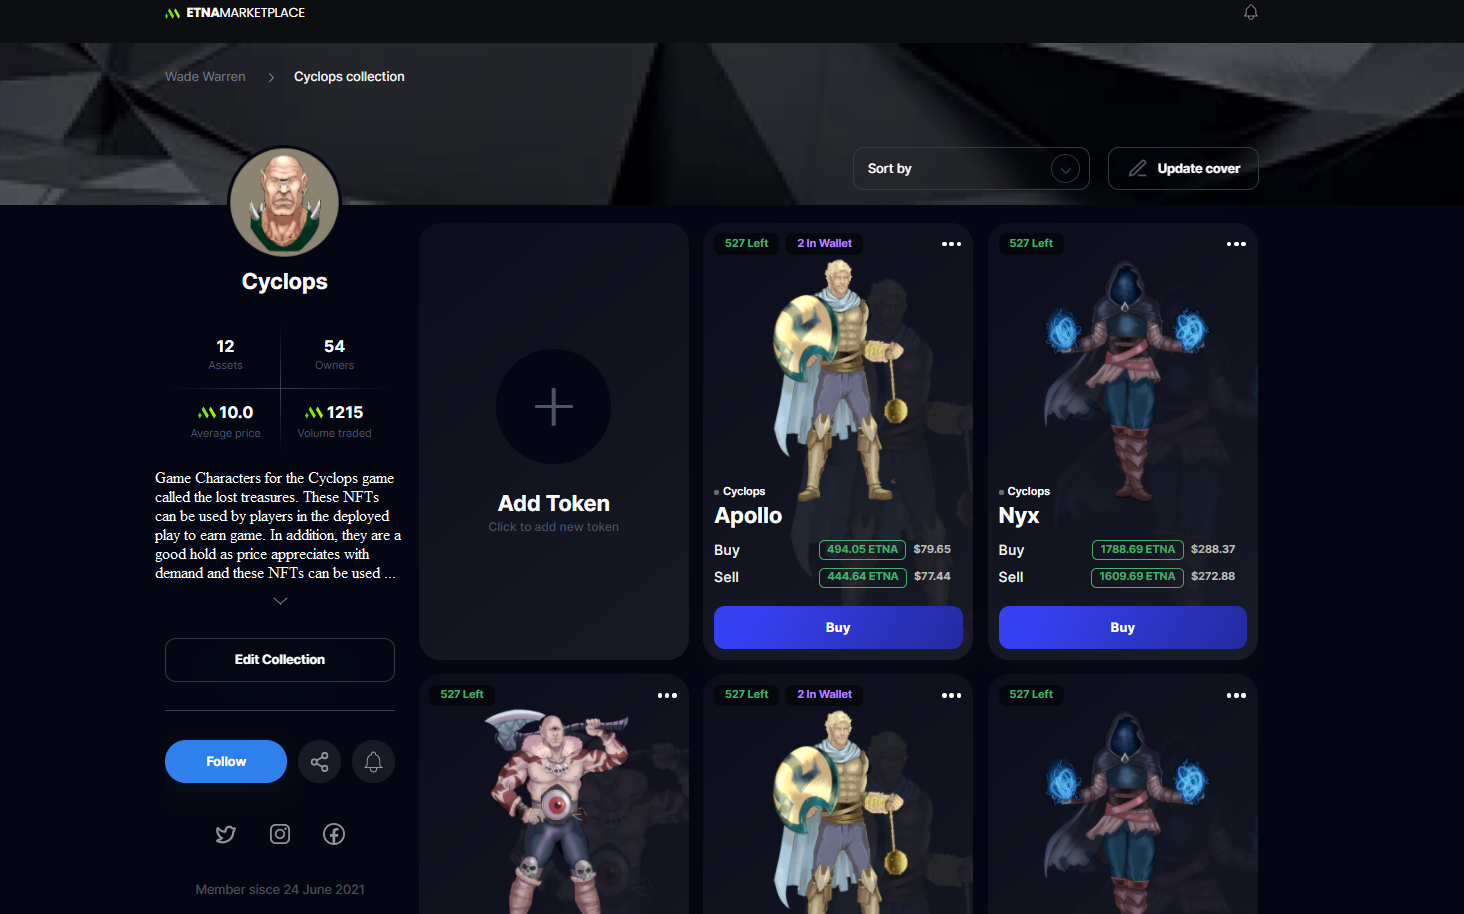 ETNAMARKETPLACE
Wade Warren > Cyclops collection
Sort by
Update cover
Cyclops
12
Assets
54
Owners
10.0
Average price
1215
Volume traded
Game Characters for the Cyclops game
called the lost treasures. These NFTs
can be used by players in the deployed
play to earn game. In addition, they are a
good hold as price appreciates with
demand and these NFTs can be used ...
Edit Collection
Follow
Member sisce 24 June 2021
Add Token
Click to add new token
527 Left
2 In Wallet
Cyclops
Apollo
Buy 494.05 ETNA $79.65
Sell 444.64 ETNA $77.44
Buy
527 Left
Cyclops
Nyx
Buy 1788.69 ETNA $288.37
Sell 1609.69 ETNA $272.88
Buy
527 Left
527 Left
2 In Wallet
527 Left